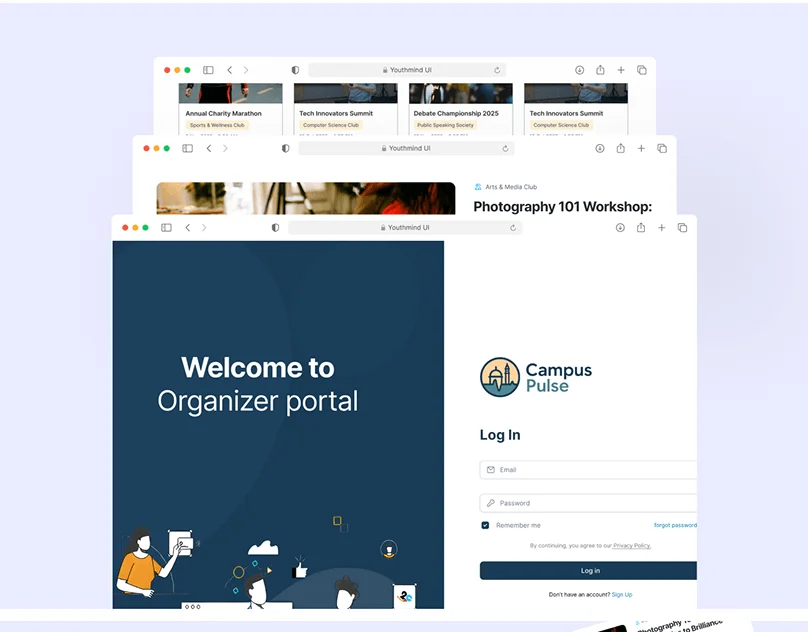 Youthmind UI
Annual Charity Marathon
Tech Innovators Summit
Debate Championship 2025
Tech Innovators Summit
Sports & Wellness Club
Computer Science Club
Public Speaking Society
Computer Science Club
Youthmind UI
Arts & Media Club
Photography 101 Workshop:
Youthmind UI
Welcome to
Organizer portal
Campus
Pulse
Log In
Email
Password
Remember me
forgot password
By continuing, you agree to our Privacy Policy.
Log in
Don't have an account? Sign Up
Photography
to Brilliance